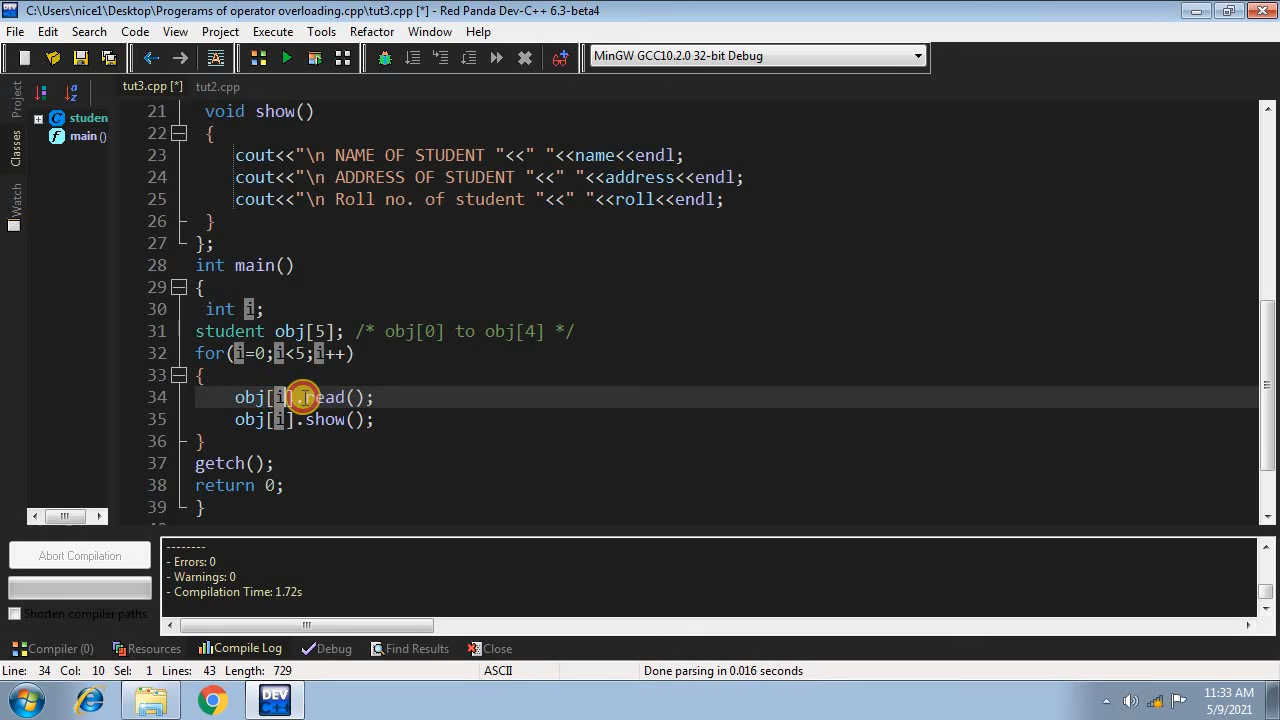 C:\Users\nice1\Desktop\Progerams of operator overloading.cpp\tut3.cpp [*] - Red Panda Dev-C++ 6.3-beta4
File Edit Search Code View Project Execute Tools Refactor Window Help
MinGW GCC10.2.0 32-bit Debug
Project
Classes
Watch
studen
main ()
tut3.cpp [*] tut2.cpp
21 void show()
22 {
23 cout<<"\n NAME OF STUDENT "<<" "<<name<<endl;
24 cout<<"\n ADDRESS OF STUDENT "<<" "<<address<<endl;
25 cout<<"\n Roll no. of student "<<" "<<roll<<endl;
26 }
27 };
28 int main()
29 {
30 int i;
31 student obj[5]; /* obj[0] to obj[4] */
32 for(i=0;i<5;i++)
33 {
34 obj[i].read();
35 obj[i].show();
36 }
37 getch();
38 return 0;
39 }
Abort Compilation
Shorten compiler paths
--------
- Errors: 0
- Warnings: 0
- Compilation Time: 1.72s
Compiler (0) Resources Compile Log Debug Find Results Close
Line: 34 Col: 10 Sel: 1 Lines: 43 Length: 729 ASCII Done parsing in 0.016 seconds
DEV C++
11:33 AM
5/9/2021